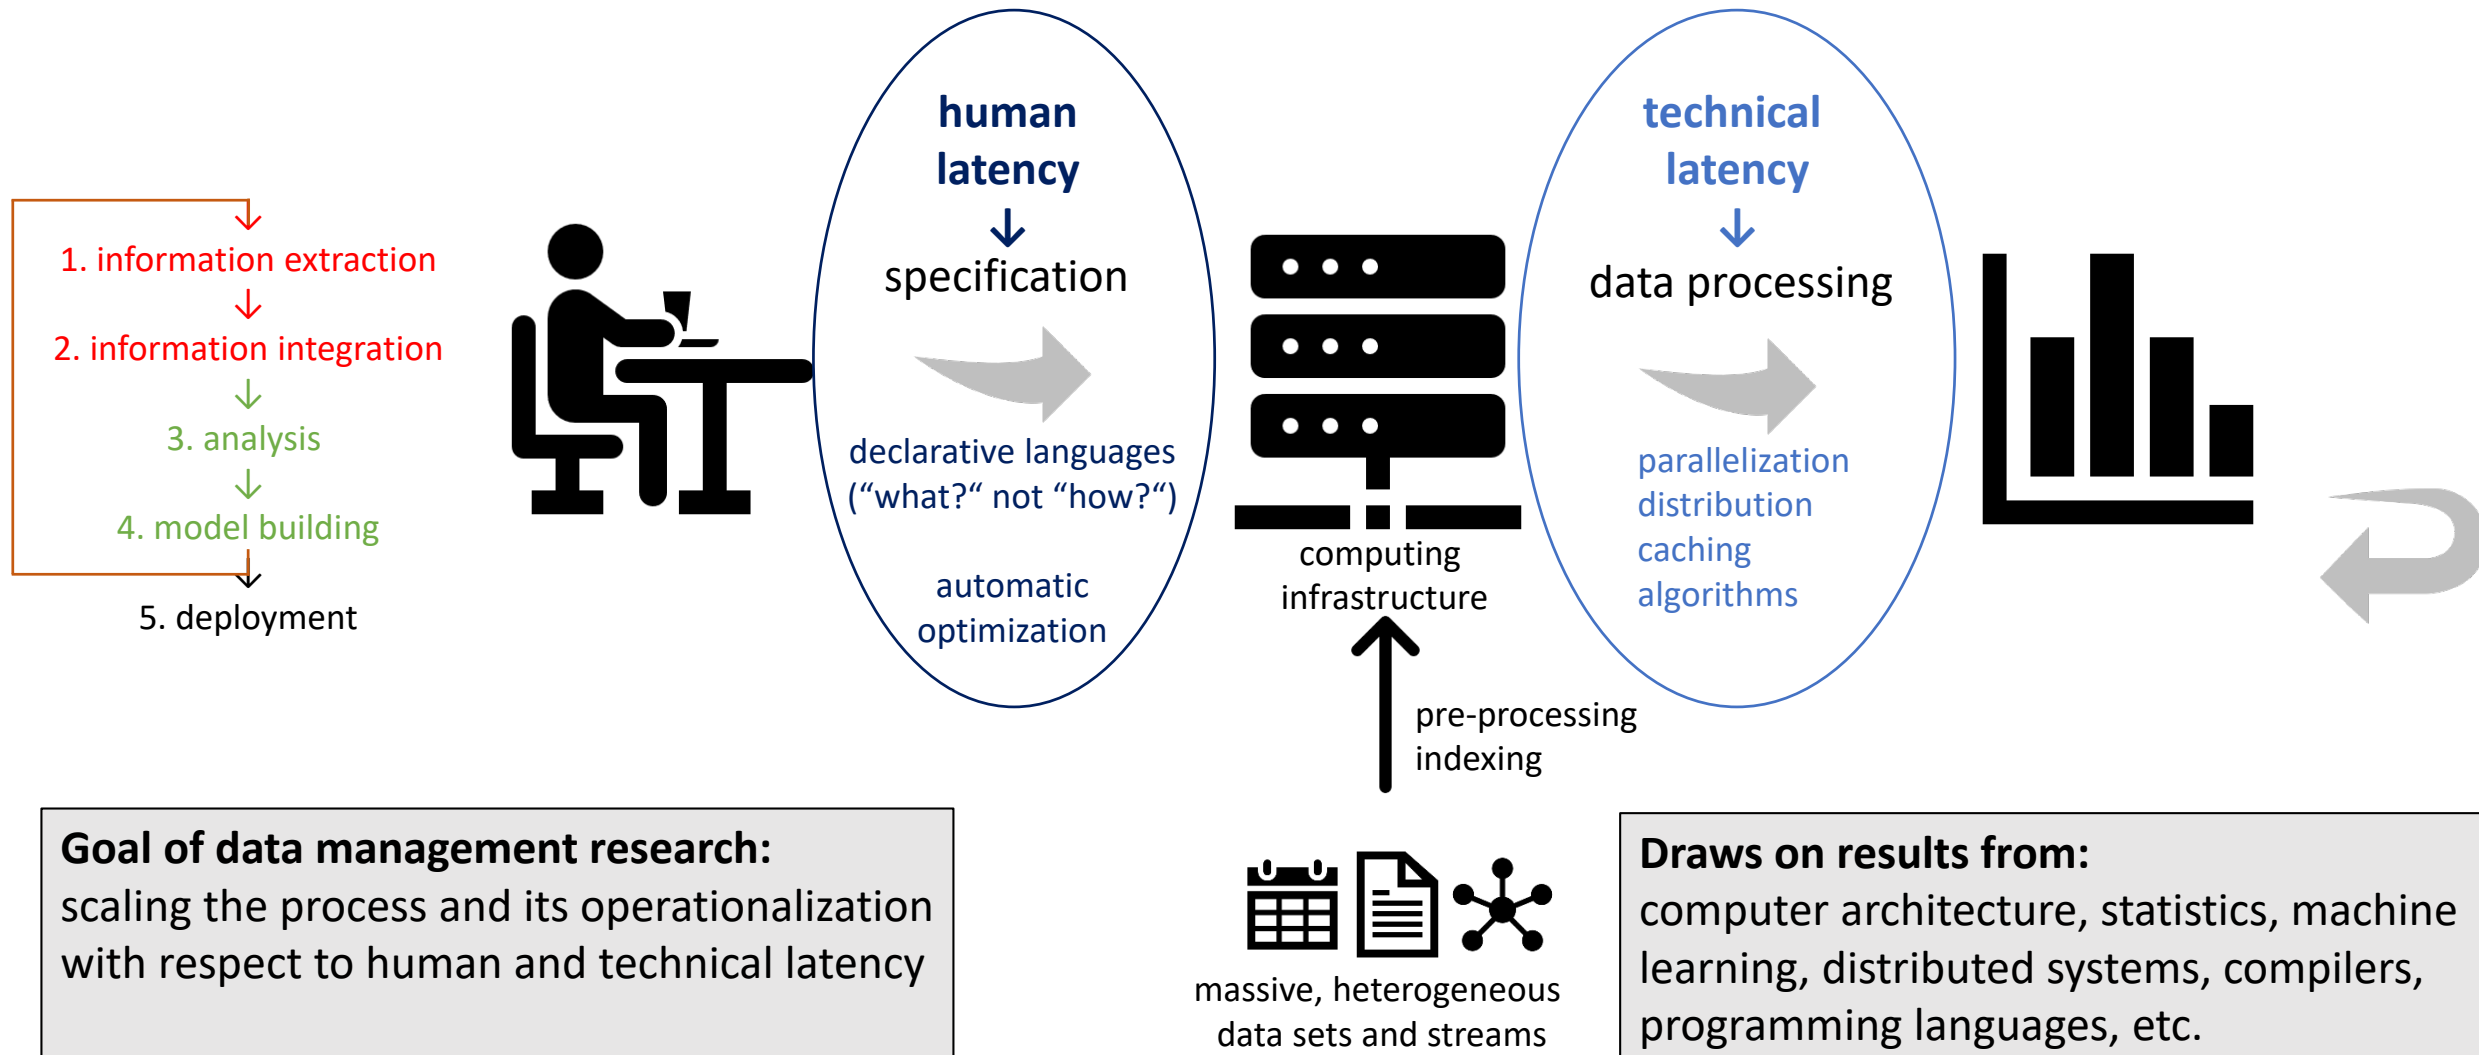 1. information extraction
2. information integration
3. analysis
4. model building
5. deployment
human
latency
specification
declarative languages
(“what?“ not “how?“)
automatic
optimization
computing
infrastructure
pre-processing
indexing
massive, heterogeneous
data sets and streams
technical
latency
data processing
parallelization
distribution
caching
algorithms
Goal of data management research:
scaling the process and its operationalization
with respect to human and technical latency
Draws on results from:
computer architecture, statistics, machine
learning, distributed systems, compilers,
programming languages, etc.